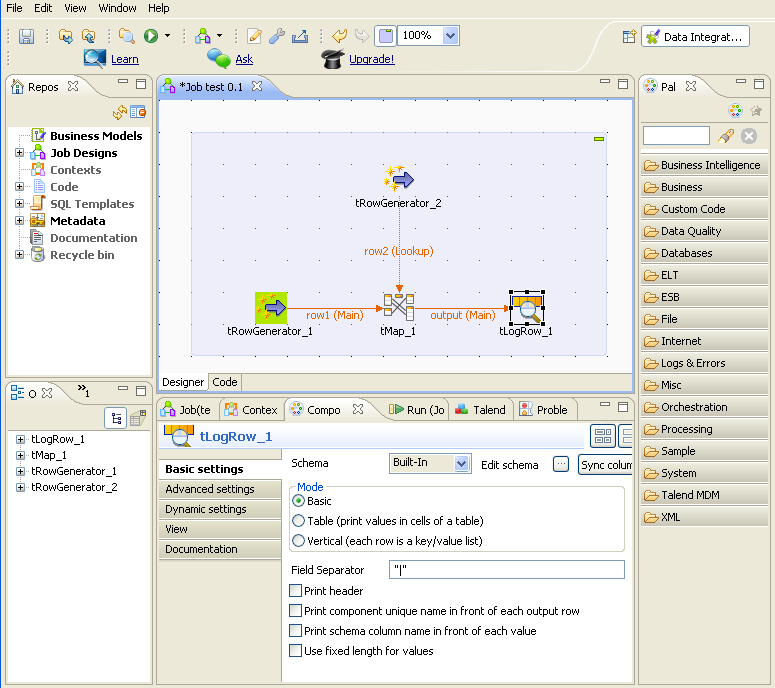 File Edit View Window Help
100%
Data Integrat...
Learn Ask Upgrade!
Repos
Business Models
Job Designs
Contexts
Code
SQL Templates
Metadata
Documentation
Recycle bin
*Job test 0.1
tRowGenerator_2
row2 (Lookup)
row1 (Main)
output (Main)
tRowGenerator_1
tMap_1
tLogRow_1
Designer Code
Pal
Business Intelligence
Business
Custom Code
Data Quality
Databases
ELT
ESB
File
Internet
Logs & Errors
Misc
Orchestration
Processing
Sample
System
Talend MDM
XML
O
»1
tLogRow_1
tMap_1
tRowGenerator_1
tRowGenerator_2
Job(te Contex Compo Run (Jo Talend Proble
tLogRow_1
Basic settings
Advanced settings
Dynamic settings
View
Documentation
Schema Built-In Edit schema ... Sync colum
Mode
Basic
Table (print values in cells of a table)
Vertical (each row is a key/value list)
Field Separator "|"
Print header
Print component unique name in front of each output row
Print schema column name in front of each value
Use fixed length for values